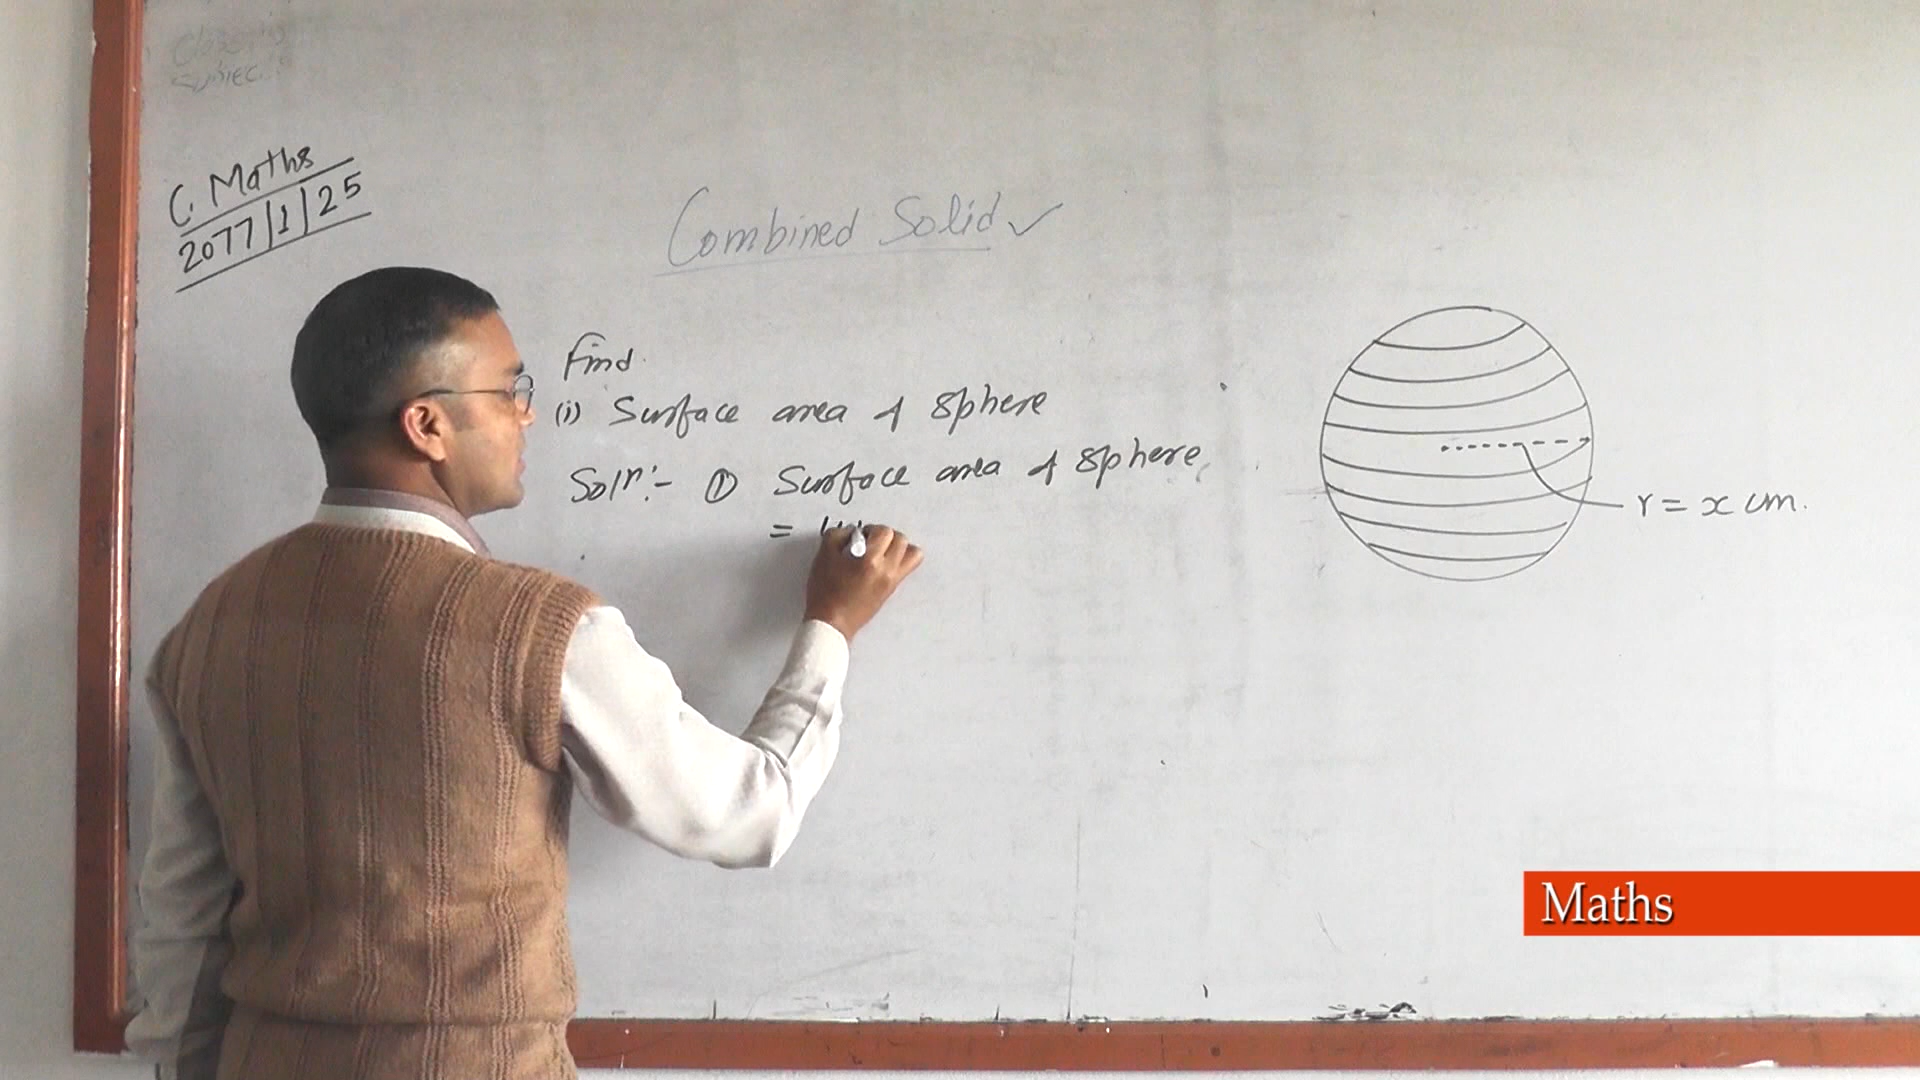 C. Maths
2077/1/25
Combined Solid ✓
Find
(i) Surface area of sphere
Solⁿ:- ① Surface area of sphere
= 4
r = x cm.
Maths